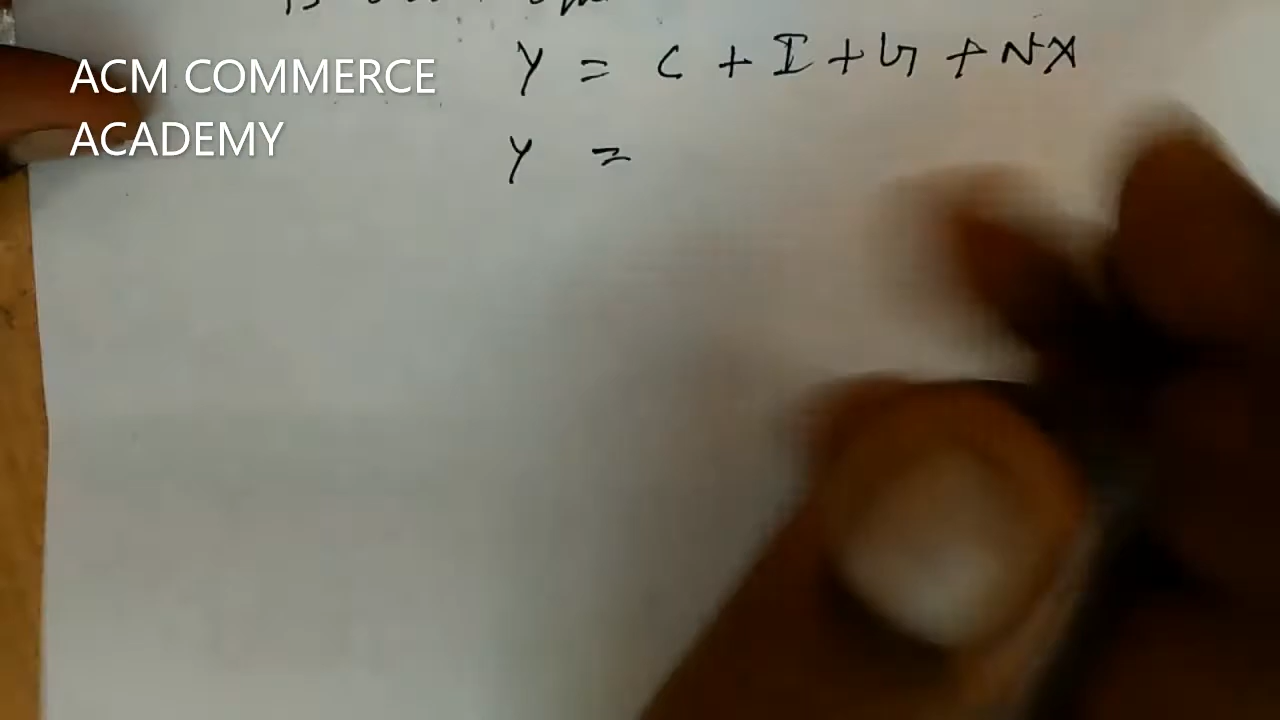 Y = C + I + G + NX
ACM COMMERCE
ACADEMY
Y =